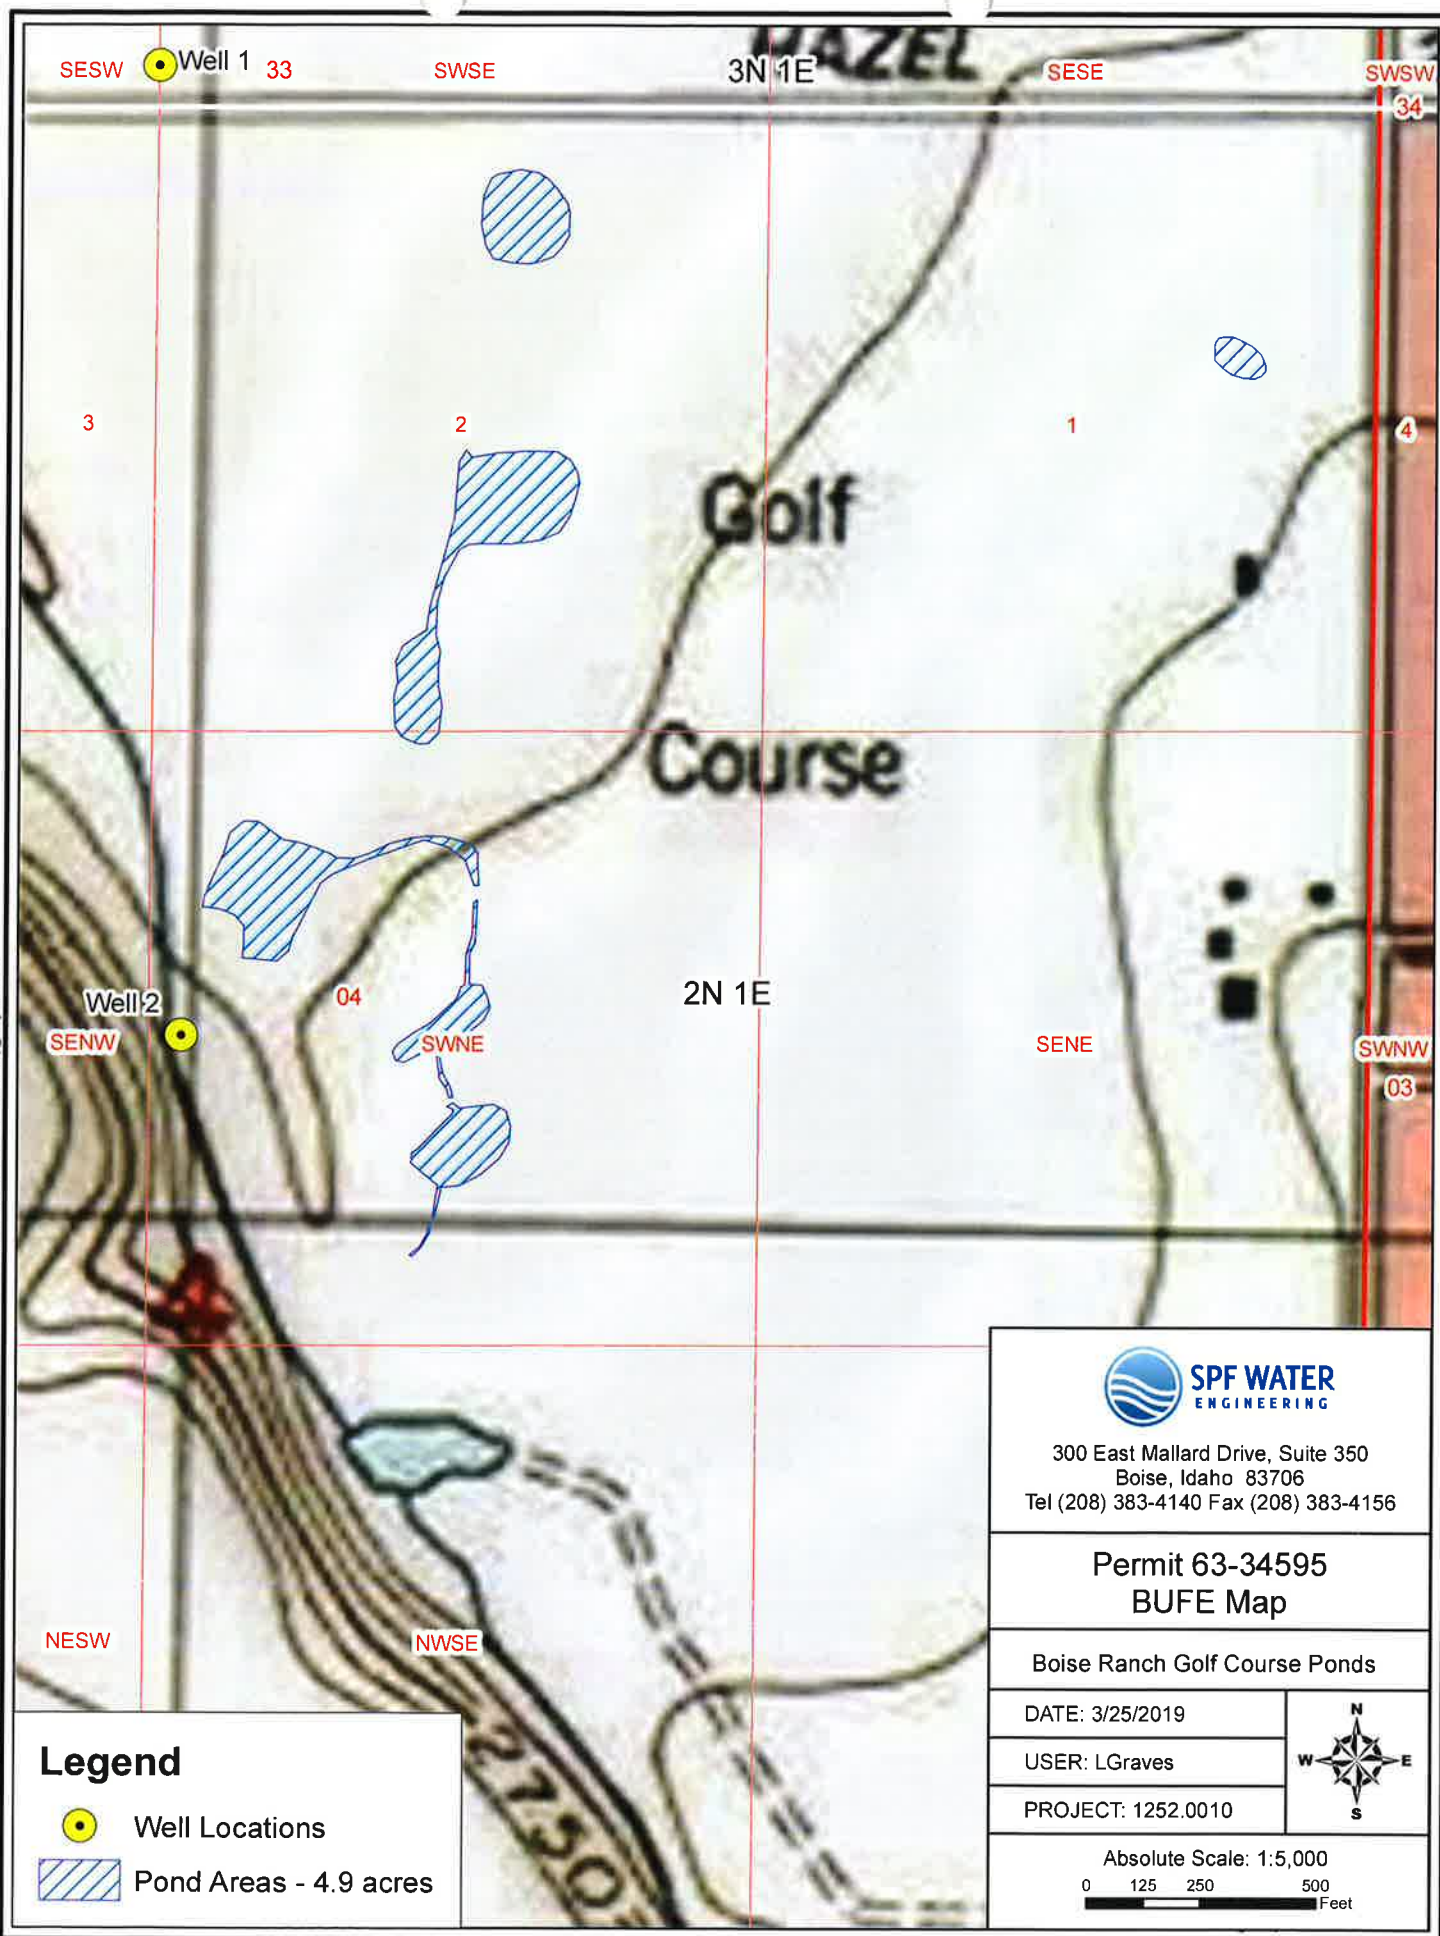 HAZEL
SESW
Well 1
33
SWSE
3N 1E
SESE
SWSW
34
3
2
1
4
Golf
Course
Well 2
04
2N 1E
SENW
SWNE
SENE
SWNW
03
NESW
NWSE
2750
SPF WATER
ENGINEERING
300 East Mallard Drive, Suite 350
Boise, Idaho 83706
Tel (208) 383-4140 Fax (208) 383-4156
Permit 63-34595
BUFE Map
Boise Ranch Golf Course Ponds
DATE: 3/25/2019
USER: LGraves
PROJECT: 1252.0010
N
W E
S
Absolute Scale: 1:5,000
0 125 250 500
Feet
Legend
Well Locations
Pond Areas - 4.9 acres